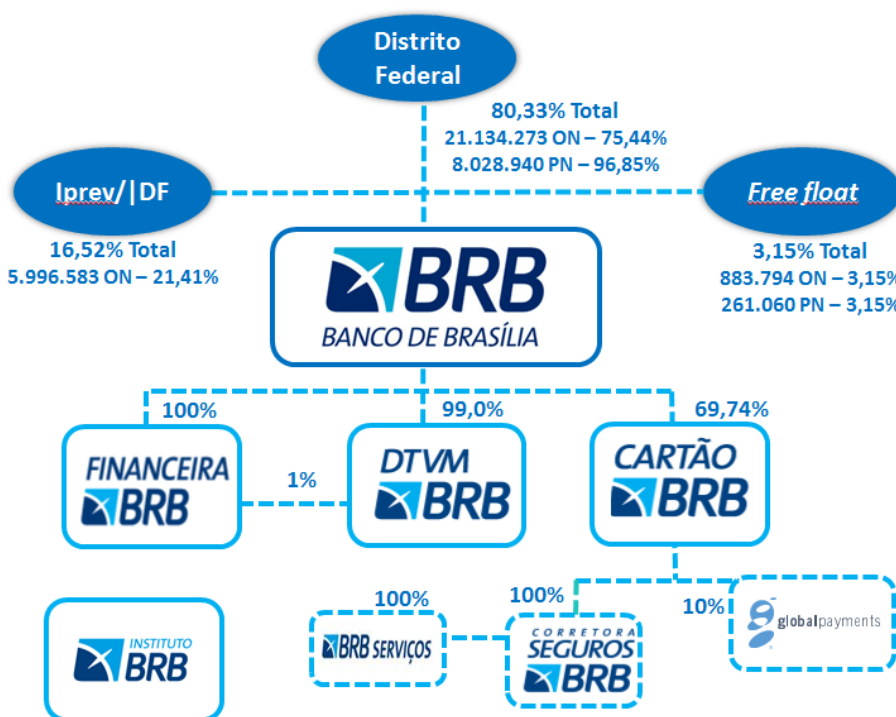 Distrito
Federal
80,33% Total
21.134.273 ON – 75,44%
8.028.940 PN – 96,85%
Iprev/|DF
Free float
16,52% Total
5.996.583 ON – 21,41%
3,15% Total
883.794 ON – 3,15%
261.060 PN – 3,15%
BRB
BANCO DE BRASÍLIA
100%
99,0%
69,74%
FINANCEIRA
BRB
1%
DTVM
BRB
CARTÃO
BRB
INSTITUTO
BRB
100%
BRB SERVIÇOS
100%
CORRETORA
SEGUROS
BRB
10%
globalpayments